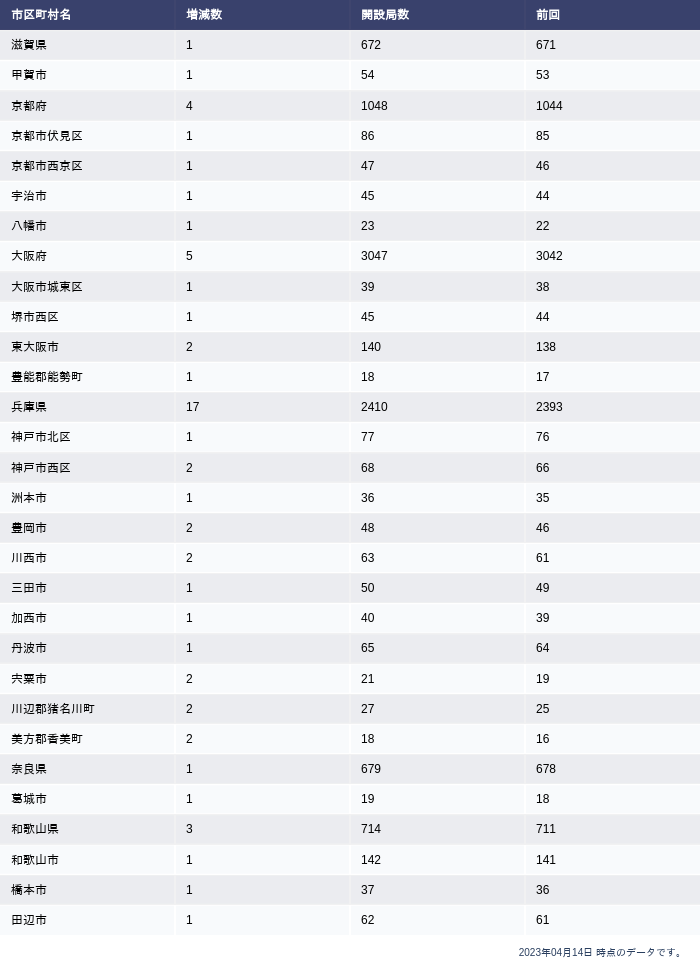 市区町村名 増減数 開設局数 前回
滋賀県 1 672 671
甲賀市 1 54 53
京都府 4 1048 1044
京都市伏見区 1 86 85
京都市西京区 1 47 46
宇治市 1 45 44
八幡市 1 23 22
大阪府 5 3047 3042
大阪市城東区 1 39 38
堺市西区 1 45 44
東大阪市 2 140 138
豊能郡能勢町 1 18 17
兵庫県 17 2410 2393
神戸市北区 1 77 76
神戸市西区 2 68 66
洲本市 1 36 35
豊岡市 2 48 46
川西市 2 63 61
三田市 1 50 49
加西市 1 40 39
丹波市 1 65 64
宍粟市 2 21 19
川辺郡猪名川町 2 27 25
美方郡香美町 2 18 16
奈良県 1 679 678
葛城市 1 19 18
和歌山県 3 714 711
和歌山市 1 142 141
橋本市 1 37 36
田辺市 1 62 61
2023年04月14日 時点のデータです。